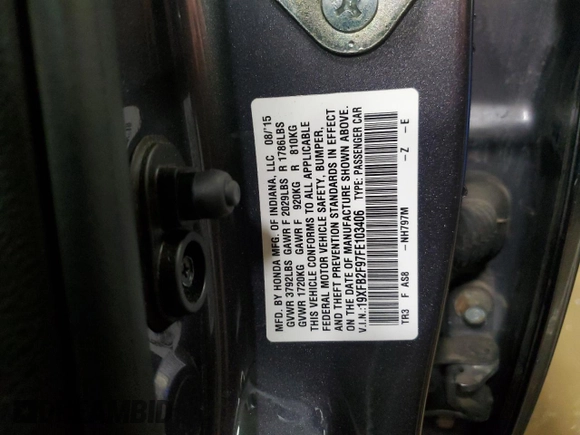 MFD. BY HONDA MFG. OF INDIANA, LLC 08/'15
GVWR 3792LBS GAWR F 2029LBS R 1786LBS
GVWR 1720KG GAWR F 920KG R 810KG
THIS VEHICLE CONFORMS TO ALL APPLICABLE
FEDERAL MOTOR VEHICLE SAFETY, BUMPER,
AND THEFT PREVENTION STANDARDS IN EFFECT
ON THE DATE OF MANUFACTURE SHOWN ABOVE.
V.I.N.:19XFB2F97FE103406 TYPE: PASSENGER CAR
TR3 F AS8 -NH797M -Z -E